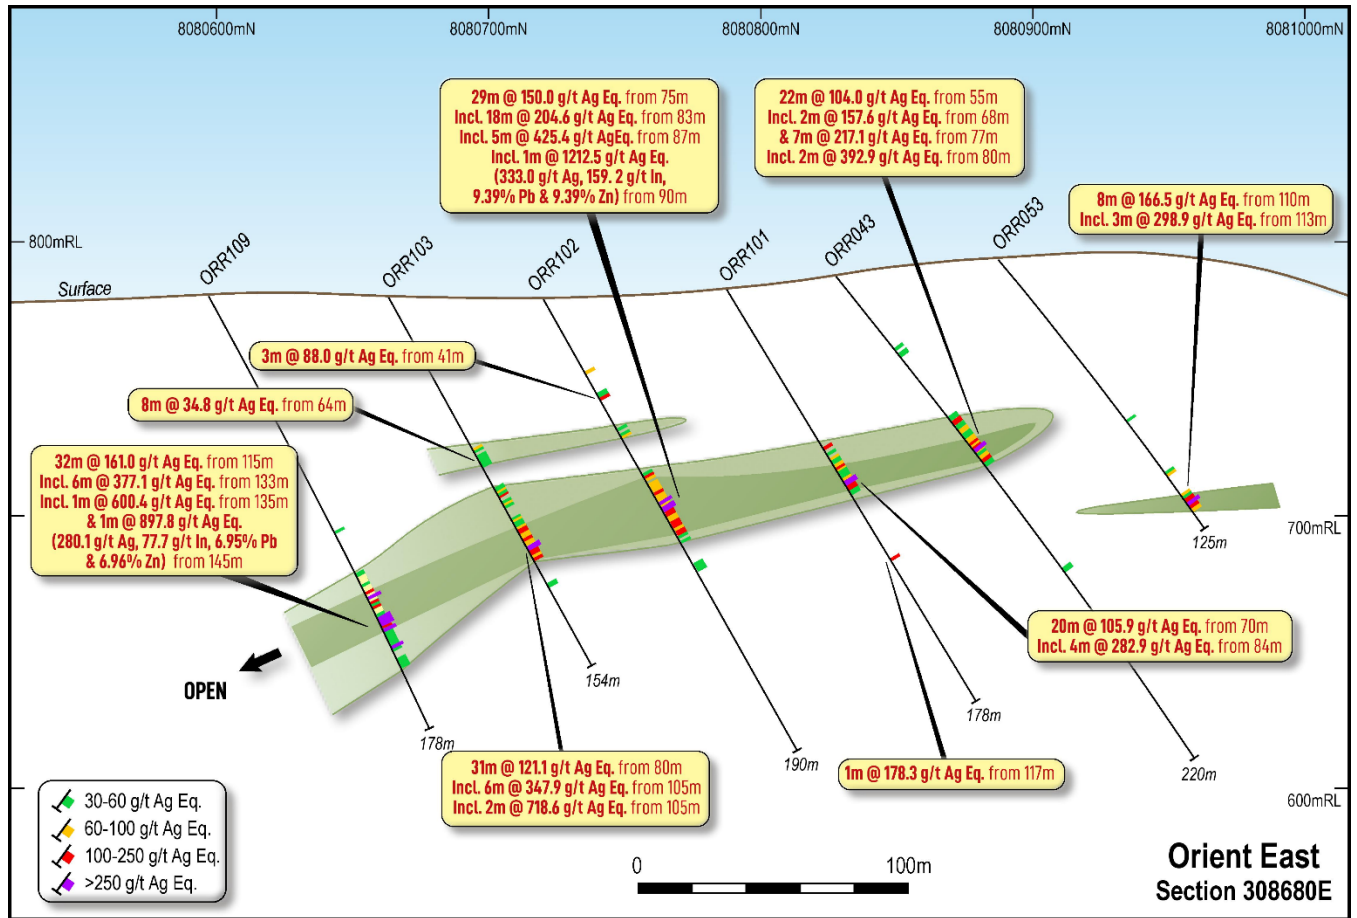 8080600mN
8080700mN
8080800mN
8080900mN
8081000mN
29m @ 150.0 g/t Ag Eq. from 75m
Incl. 18m @ 204.6 g/t Ag Eq. from 83m
Incl. 5m @ 425.4 g/t AgEq. from 87m
Incl. 1m @ 1212.5 g/t Ag Eq.
(333.0 g/t Ag, 159. 2 g/t In,
9.39% Pb & 9.39% Zn) from 90m
22m @ 104.0 g/t Ag Eq. from 55m
Incl. 2m @ 157.6 g/t Ag Eq. from 68m
& 7m @ 217.1 g/t Ag Eq. from 77m
Incl. 2m @ 392.9 g/t Ag Eq. from 80m
8m @ 166.5 g/t Ag Eq. from 110m
Incl. 3m @ 298.9 g/t Ag Eq. from 113m
800mRL
ORR109
ORR103
ORR102
ORR101
ORR043
ORR053
Surface
3m @ 88.0 g/t Ag Eq. from 41m
8m @ 34.8 g/t Ag Eq. from 64m
32m @ 161.0 g/t Ag Eq. from 115m
Incl. 6m @ 377.1 g/t Ag Eq. from 133m
Incl. 1m @ 600.4 g/t Ag Eq. from 135m
& 1m @ 897.8 g/t Ag Eq.
(280.1 g/t Ag, 77.7 g/t In, 6.95% Pb
& 6.96% Zn) from 145m
700mRL
125m
20m @ 105.9 g/t Ag Eq. from 70m
Incl. 4m @ 282.9 g/t Ag Eq. from 84m
OPEN
154m
178m
178m
190m
220m
31m @ 121.1 g/t Ag Eq. from 80m
Incl. 6m @ 347.9 g/t Ag Eq. from 105m
Incl. 2m @ 718.6 g/t Ag Eq. from 105m
1m @ 178.3 g/t Ag Eq. from 117m
600mRL
30-60 g/t Ag Eq.
60-100 g/t Ag Eq.
100-250 g/t Ag Eq.
>250 g/t Ag Eq.
0
100m
Orient East
Section 308680E